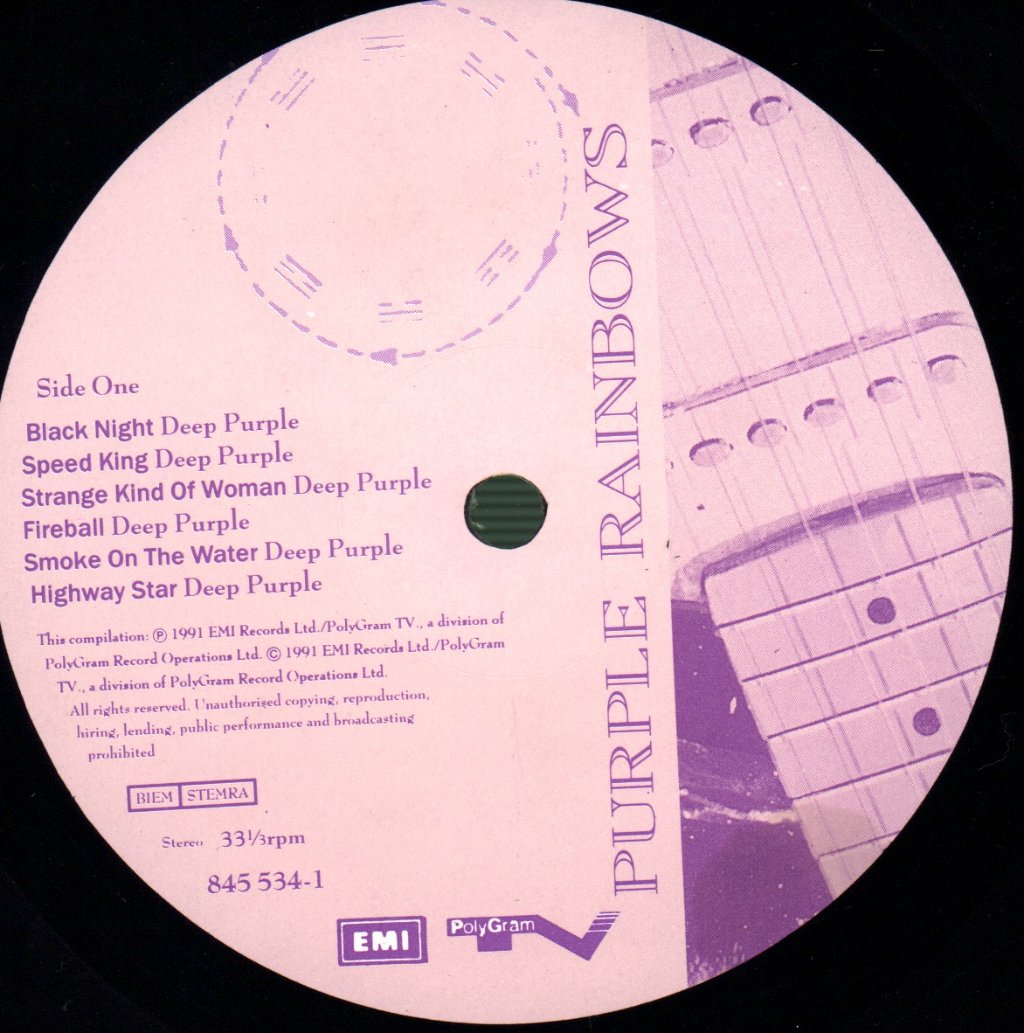 PURPLE RAINBOWS
Side One
Black Night Deep Purple
Speed King Deep Purple
Strange Kind Of Woman Deep Purple
Fireball Deep Purple
Smoke On The Water Deep Purple
Highway Star Deep Purple
This compilation: ℗ 1991 EMI Records Ltd./PolyGram TV., a division of
PolyGram Record Operations Ltd. © 1991 EMI Records Ltd./PolyGram
TV., a division of PolyGram Record Operations Ltd.
All rights reserved. Unauthorised copying, reproduction,
hiring, lending, public performance and broadcasting
prohibited
BIEM STEMRA
Stereo 33⅓rpm
845 534-1
EMI PolyGram TV